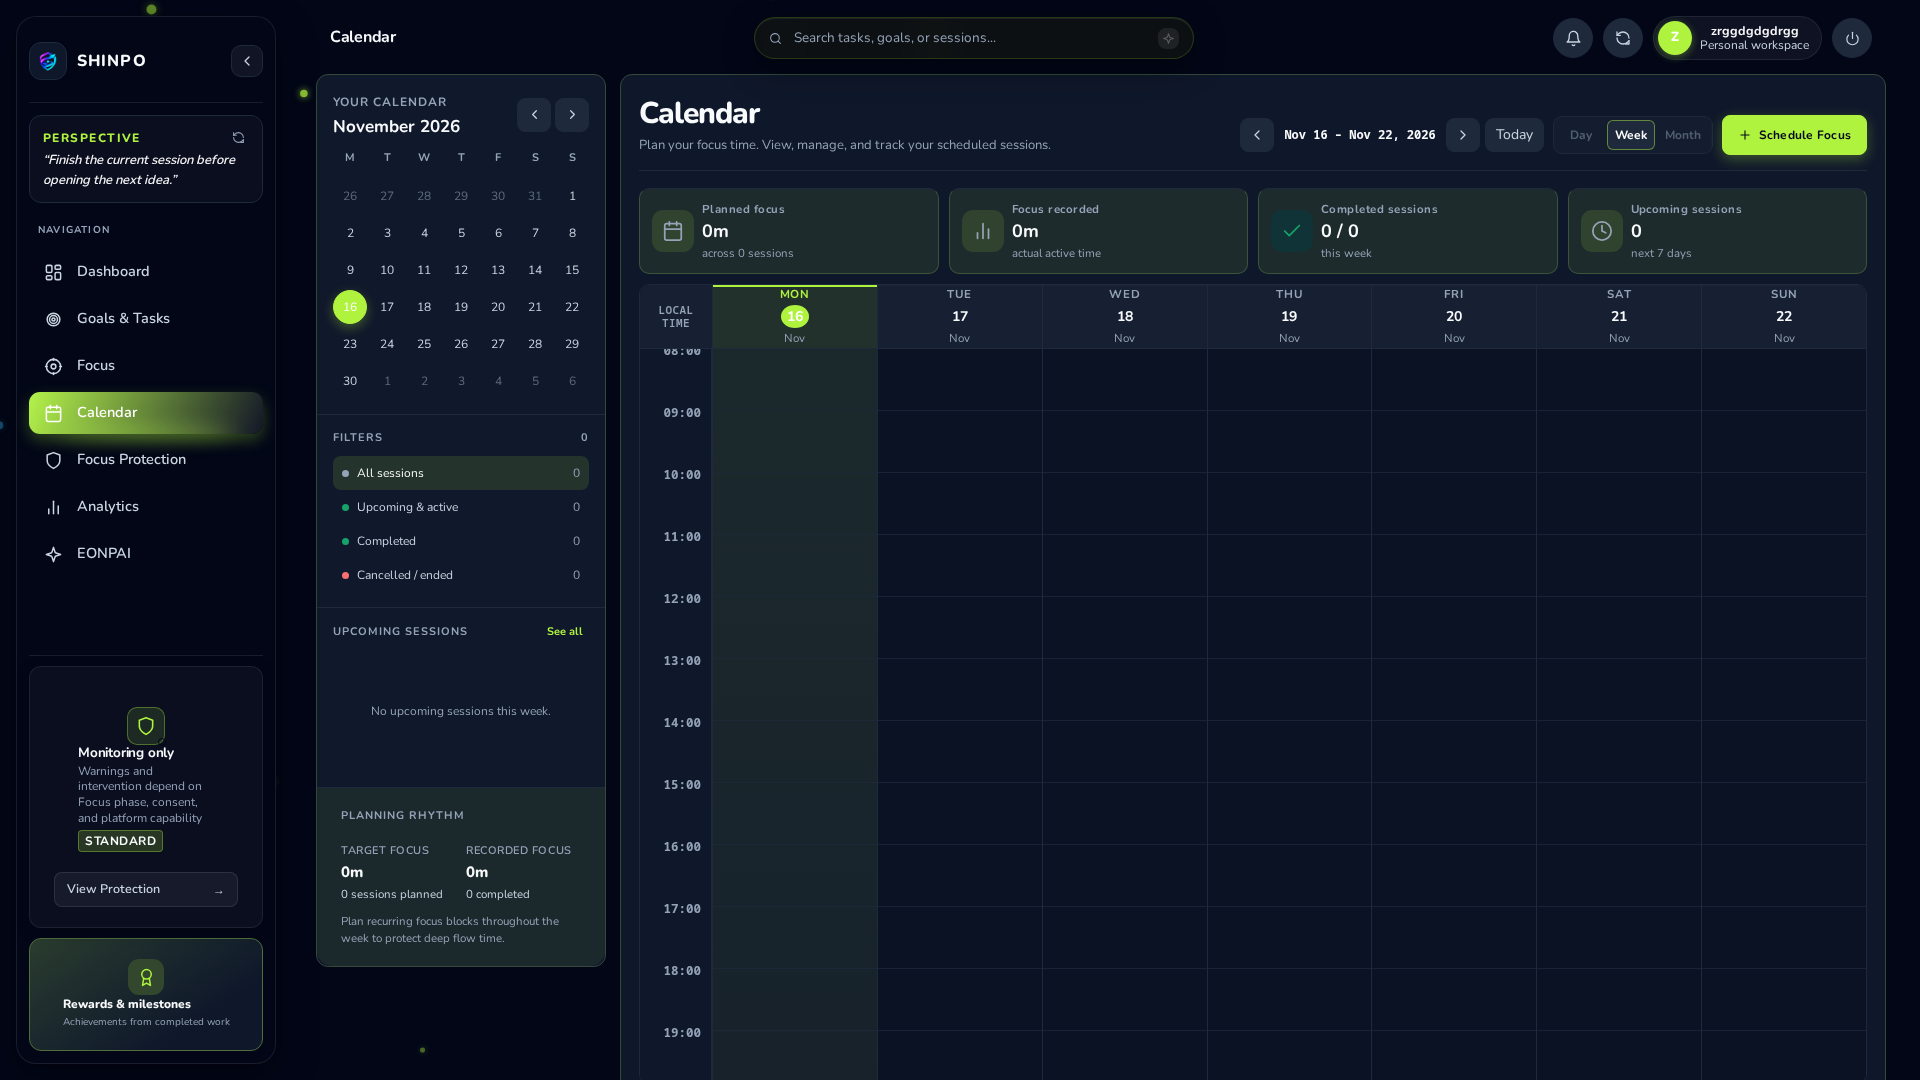 SHINPO
PERSPECTIVE
“Finish the current session before
opening the next idea.”
NAVIGATION
Dashboard
Goals & Tasks
Focus
Calendar
Focus Protection
Analytics
EONPAI
Monitoring only
Warnings and
intervention depend on
Focus phase, consent,
and platform capability
STANDARD
View Protection →
Rewards & milestones
Achievements from completed work
Calendar
Search tasks, goals, or sessions...
Z
zrggdgdgdrgg
Personal workspace
YOUR CALENDAR
November 2026
M T W T F S S
26 27 28 29 30 31 1
2 3 4 5 6 7 8
9 10 11 12 13 14 15
16 17 18 19 20 21 22
23 24 25 26 27 28 29
30 1 2 3 4 5 6
FILTERS 0
All sessions 0
Upcoming & active 0
Completed 0
Cancelled / ended 0
UPCOMING SESSIONS See all
No upcoming sessions this week.
PLANNING RHYTHM
TARGET FOCUS RECORDED FOCUS
0m 0m
0 sessions planned 0 completed
Plan recurring focus blocks throughout the
week to protect deep flow time.
Calendar
Plan your focus time. View, manage, and track your scheduled sessions.
Nov 16 – Nov 22, 2026
Today
Day Week Month
+ Schedule Focus
Planned focus
0m
across 0 sessions
Focus recorded
0m
actual active time
Completed sessions
0 / 0
this week
Upcoming sessions
0
next 7 days
LOCAL
TIME
MON
16
Nov
TUE
17
Nov
WED
18
Nov
THU
19
Nov
FRI
20
Nov
SAT
21
Nov
SUN
22
Nov
08:00
09:00
10:00
11:00
12:00
13:00
14:00
15:00
16:00
17:00
18:00
19:00